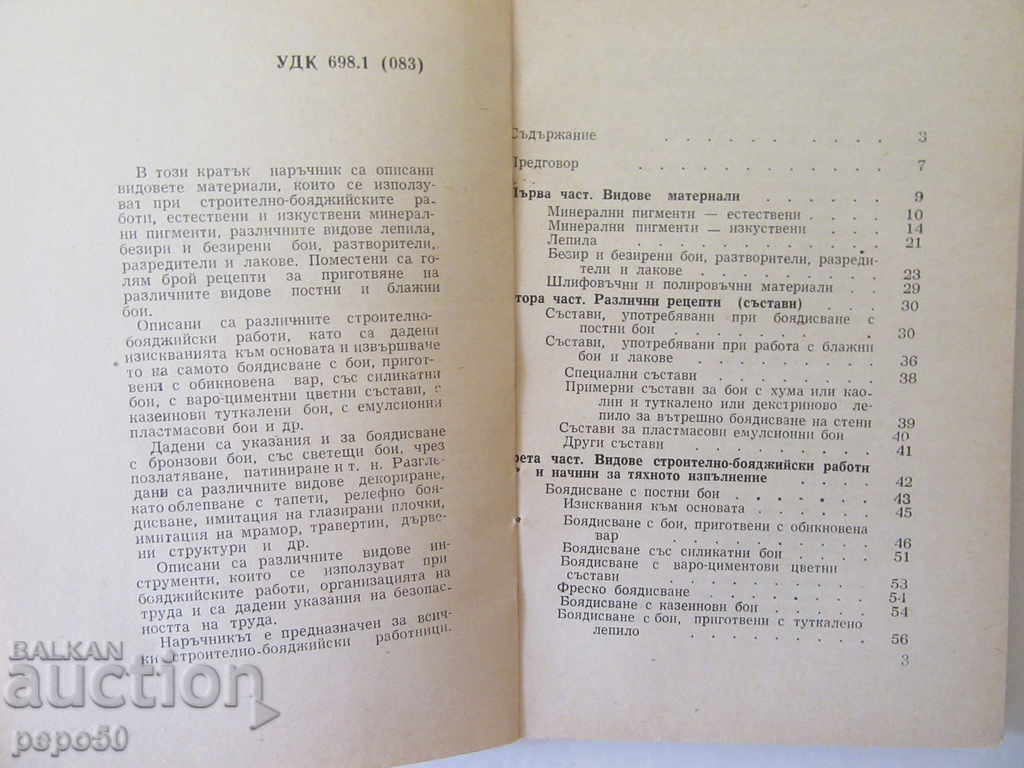 УДК 698.1 (083)
В този кратък наръчник са описани
видовете материали, които се използу-
ват при строително-бояджийските ра-
боти, естествени и изкуствени минерал-
ни пигменти, различните видове лепила,
безири и безирени бои, разтворители,
разредители и лакове. Поместени са го-
лям брой рецепти за приготвяне на
различните видове постни и блажни
бои.
Описани са различните строително-
бояджийски работи, като са дадени
изискванията към основата и извършване-
то на самото боядисване с бои, пригот-
вени с обикновена вар, със силикатни
бои, с варо-циментни цветни състави, с
казеинови туткалени бои, с емулсионни
пластмасови бои и др.
Дадени са указания и за боядисване
с бронзови бои, със светещи бои, чрез
позлатяване, патиниране и т. н. Разгле-
дани са различните видове декориране,
като облепване с тапети, релефно боя-
дисване, имитация на глазирани плочки,
имитация на мрамор, травертин, дърве-
ни структури и др.
Описани са различните видове ин-
струменти, които се използуват при
бояджийските работи, организацията на
труда и са дадени указания на безопас-
ността на труда.
Наръчникът е предназначен за всич-
ки строително-бояджийски работници.
Съдържание . . . . . . . . 3
Предговор . . . . . . . . . 7
Първа част. Видове материали . . . . . . 9
Минерални пигменти — естествени . . . . 10
Минерални пигменти — изкуствени . . . 14
Лепила . . . . . . . . . . . 21
Безир и безирени бои, разтворители, разреди-
тели и лакове . . . . . . . . 23
Шлифовъчни и полировъчни материали . . 29
тора част. Различни рецепти (състави) . . . 30
Състави, употребявани при боядисване с
постни бои . . . . . . . . . 30
Състави, употребявани при работа с блажни
бои и лакове . . . . . . . . 36
Специални състави . . . . . . . 38
Примерни състави за бои с хума или као-
лин и туткалено или декстриново ле-
пило за вътрешно боядисване на стени 39
Състави за пластмасови емулсионни бои 40
Други състави . . . . . . . . 41
рета част. Видове строително-бояджийски работи
и начини за тяхното изпълнение . . . . 42
Боядисване с постни бои . . . . . . 43
Изисквания към основата . . . . . 45
Боядисване с бои, приготвени с обикновена
вар . . . . . . . . . . 46
Боядисване със силикатни бои . . . . 51
Боядисване с варо-циментови цветни
състави . . . . . . . . . 53
Фреско боядисване . . . . . . . 54
Боядисване с казеинови бои . . . . . 54
Боядисване с бои, приготвени с туткалено
лепило . . . . . . . . . 56
3
BALKAN
auction
pepo50